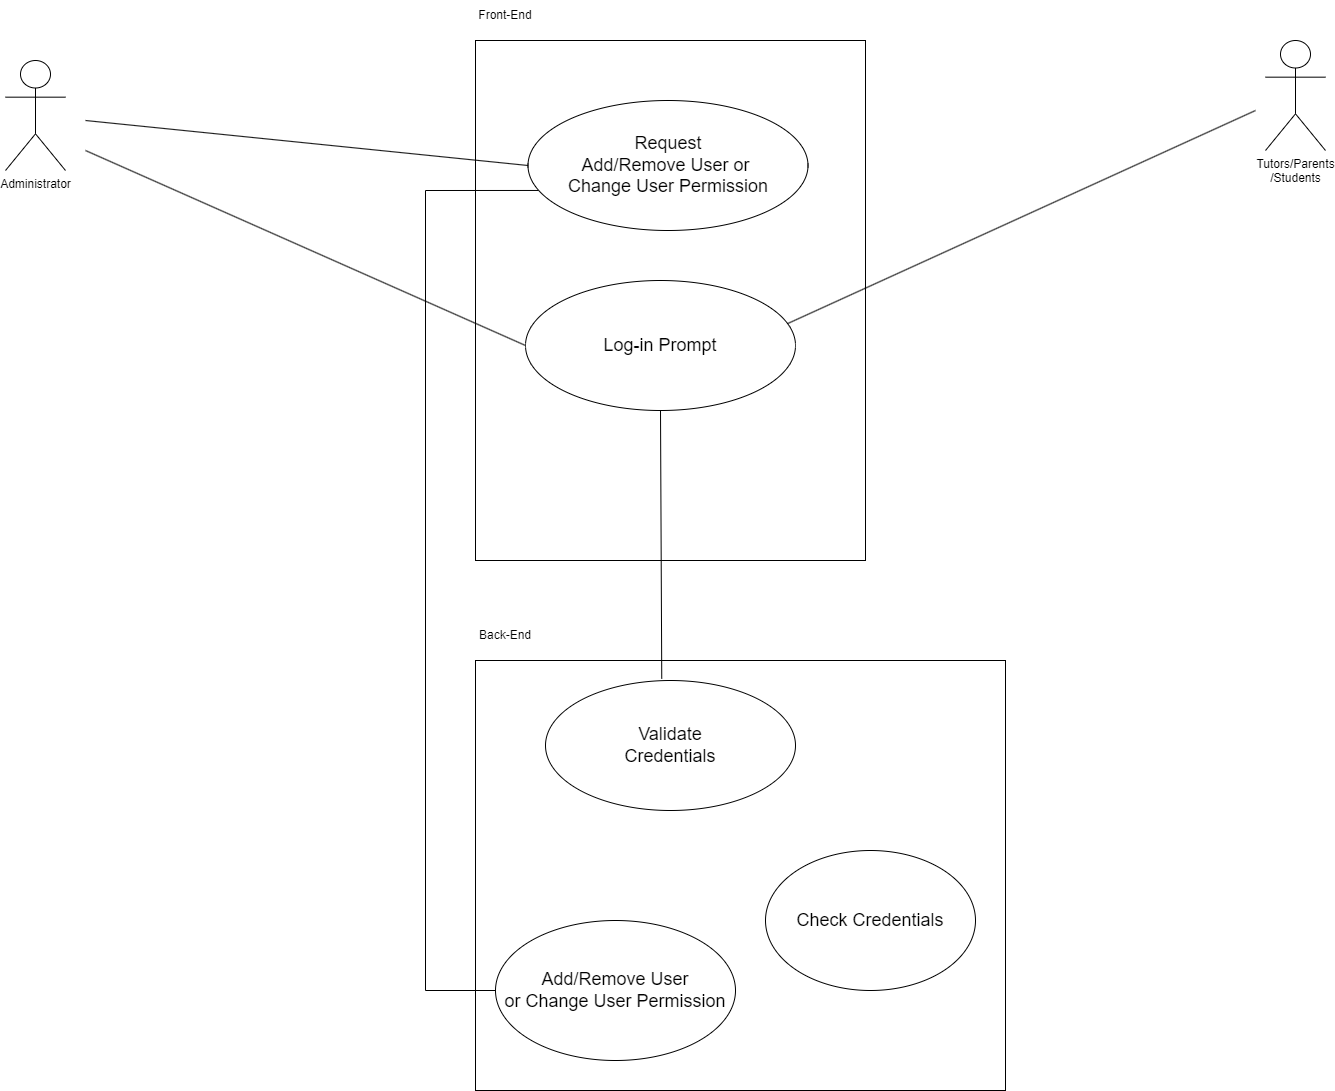 Front-End
Administrator
Tutors/Parents
/Students
Request
Add/Remove User or
Change User Permission
Log-in Prompt
Back-End
Validate
Credentials
Check Credentials
Add/Remove User
or Change User Permission